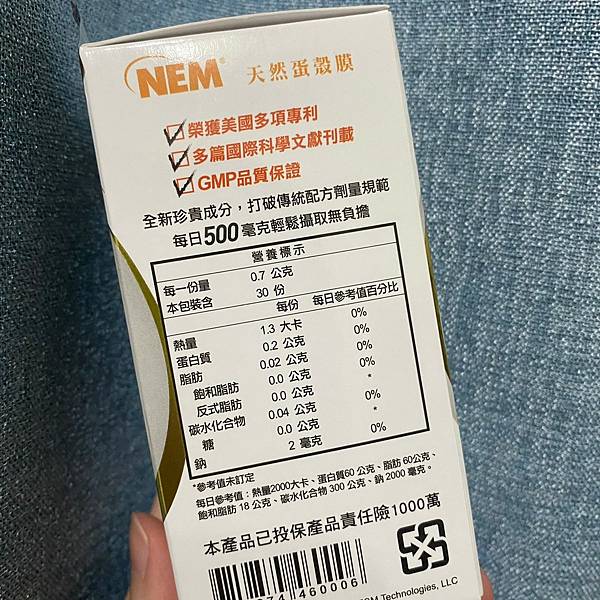 NEM® 天然蛋殼膜
榮獲美國多項專利
多篇國際科學文獻刊載
GMP品質保證
全新珍貴成分，打破傳統配方劑量規範
每日500毫克輕鬆攝取無負擔
營養標示
每一份量 0.7 公克
本包裝含 30 份
每份 每日參考值百分比
熱量 1.3 大卡 0%
蛋白質 0.2 公克 0%
脂肪 0.02 公克 0%
飽和脂肪 0.0 公克 0%
反式脂肪 0.0 公克 *
碳水化合物 0.04 公克 0%
糖 0.0 公克 *
鈉 2 毫克 0%
*參考值未訂定
每日參考值：熱量2000大卡、蛋白質60 公克、脂肪 60公克、
飽和脂肪 18 公克、碳水化合物 300 公克、鈉 2000 毫克。
本產品已投保產品責任險1000萬
460006
Technologies, LLC